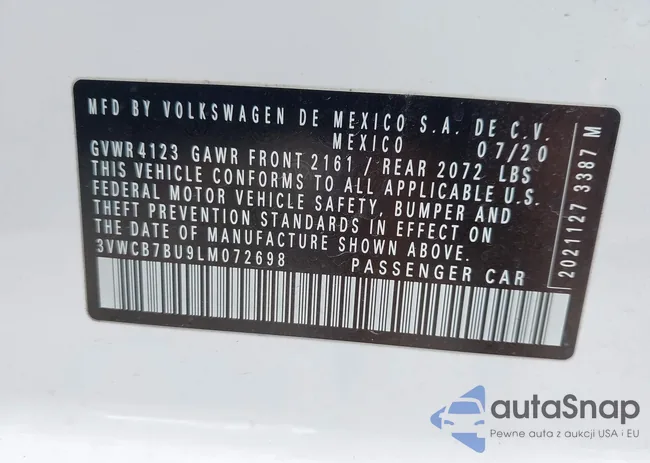 MFD BY VOLKSWAGEN DE MEXICO S.A. DE C.V.
MEXICO 07/20
GVWR 4123 GAWR FRONT 2161 / REAR 2072 LBS
THIS VEHICLE CONFORMS TO ALL APPLICABLE U.S.
FEDERAL MOTOR VEHICLE SAFETY, BUMPER AND
THEFT PREVENTION STANDARDS IN EFFECT ON
THE DATE OF MANUFACTURE SHOWN ABOVE.
3VWCB7BU9LM072698 PASSENGER CAR
20211127 3387 M
autaSnap
Pewne auta z aukcji USA i EU